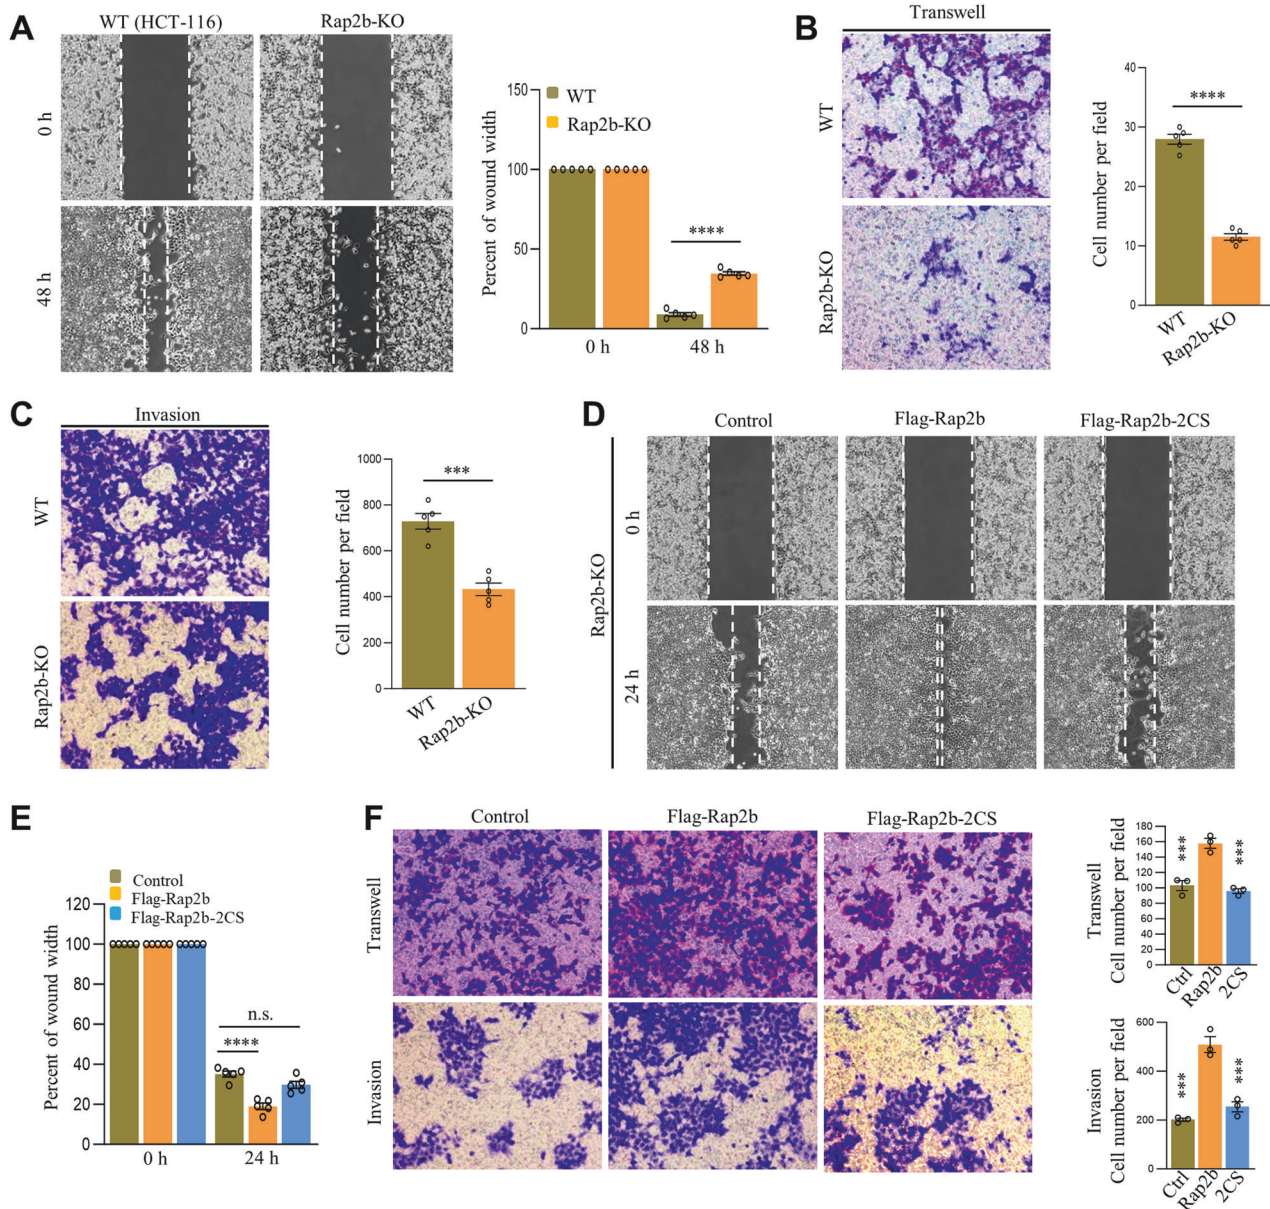 A
WT (HCT-116)
Rap2b-KO
0 h
48 h
Percent of wound width
150
100
50
0
WT
Rap2b-KO
****
0 h
48 h
B
Transwell
WT
Rap2b-KO
Cell number per field
40
30
20
10
0
****
WT
Rap2b-KO
C
Invasion
WT
Rap2b-KO
Cell number per field
1000
800
600
400
200
0
***
WT
Rap2b-KO
D
Control
Flag-Rap2b
Flag-Rap2b-2CS
Rap2b-KO
0 h
24 h
E
Control
Flag-Rap2b
Flag-Rap2b-2CS
Percent of wound width
120
100
80
60
40
20
0
n.s.
****
0 h
24 h
F
Control
Flag-Rap2b
Flag-Rap2b-2CS
Transwell
Invasion
Transwell
Cell number per field
180
160
140
120
100
80
60
40
20
0
***
***
Ctrl
Rap2b
2CS
Invasion
Cell number per field
600
400
200
0
***
***
Ctrl
Rap2b
2CS